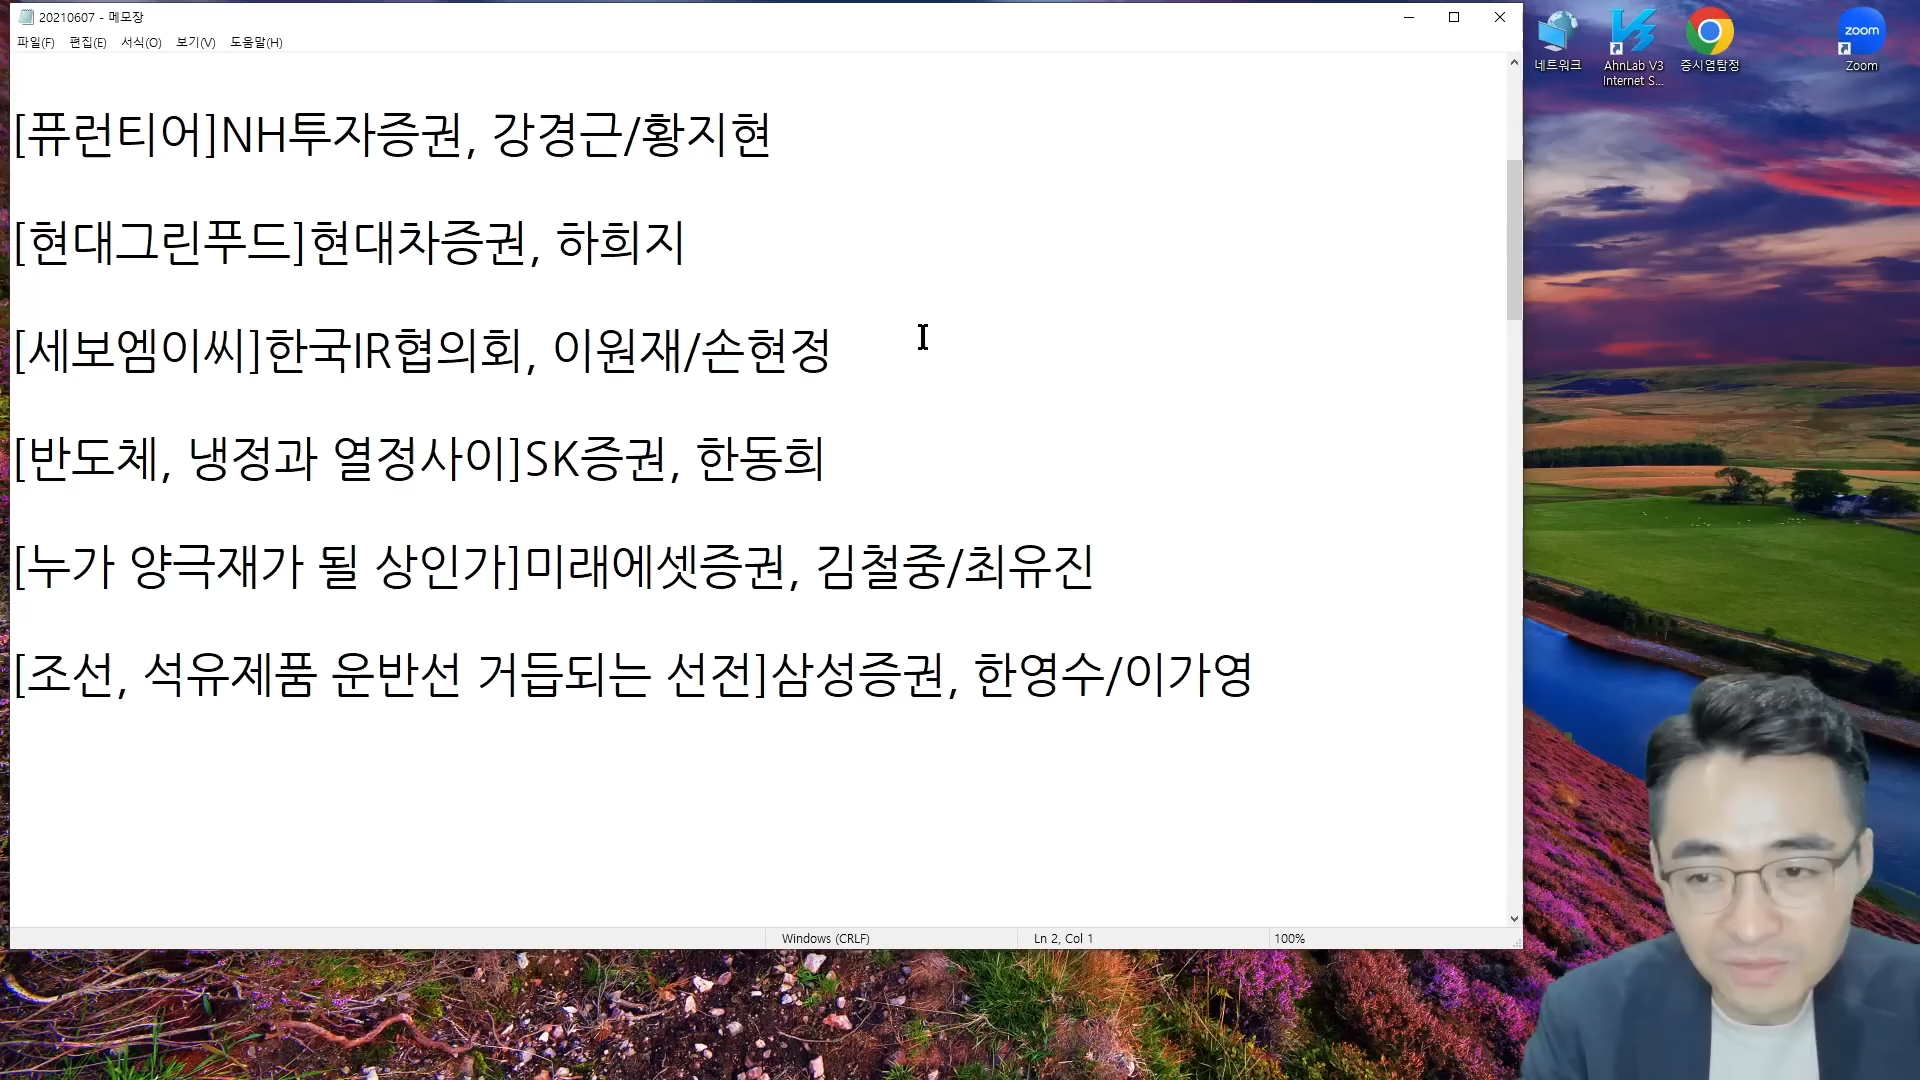 20210607 - 메모장
파일(F) 편집(E) 서식(O) 보기(V) 도움말(H)
[퓨런티어]NH투자증권, 강경근/황지현
[현대그린푸드]현대차증권, 하희지
[세보엠이씨]한국IR협의회, 이원재/손현정
[반도체, 냉정과 열정사이]SK증권, 한동희
[누가 양극재가 될 상인가]미래에셋증권, 김철중/최유진
[조선, 석유제품 운반선 거듭되는 선전]삼성증권, 한영수/이가영
Windows (CRLF) Ln 2, Col 1 100%
네트워크
AhnLab V3
Internet S...
증시염탐정
zoom
Zoom